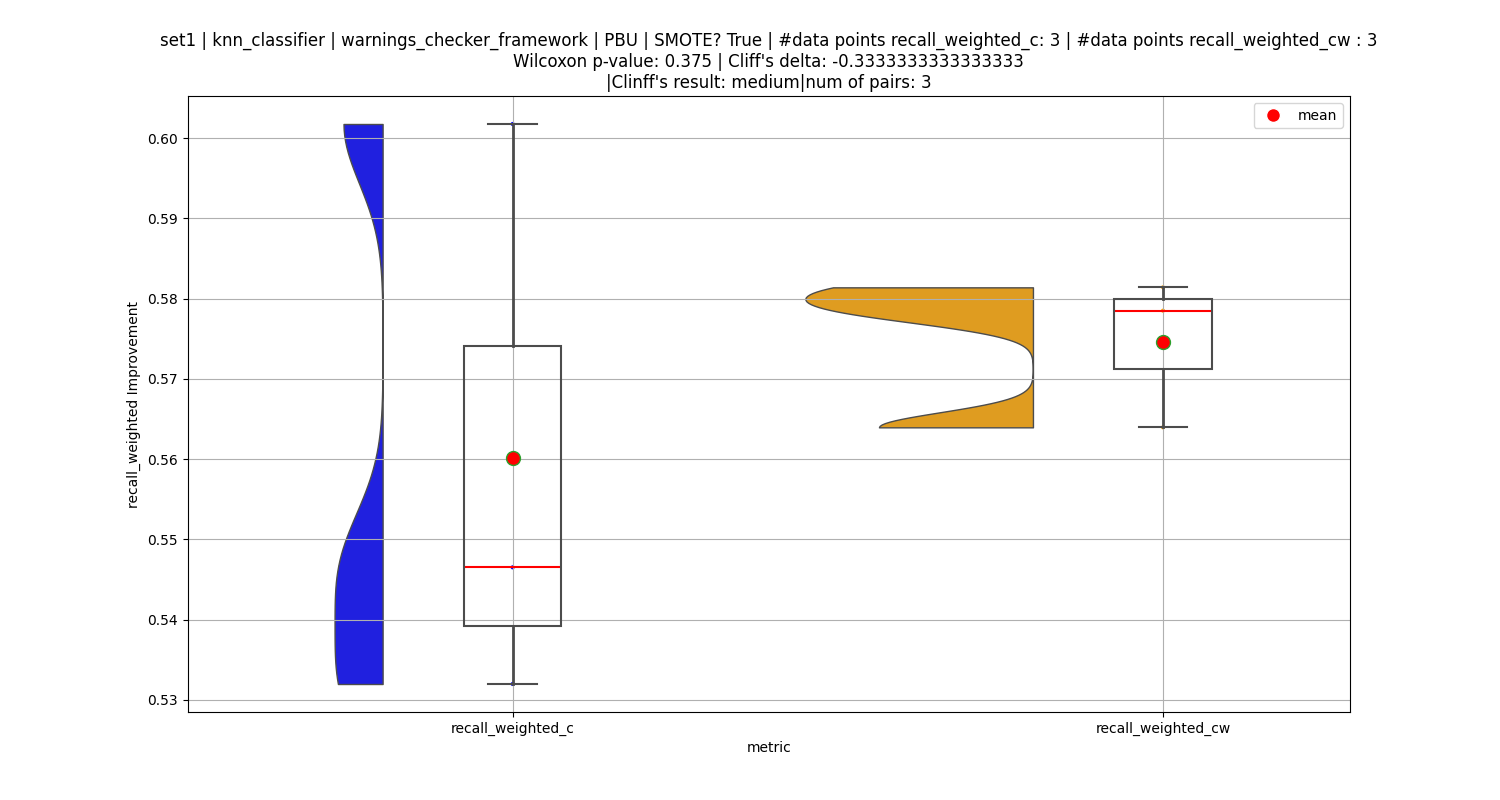 set1 | knn_classifier | warnings_checker_framework | PBU | SMOTE? True | #data points recall_weighted_c: 3 | #data points recall_weighted_cw : 3
Wilcoxon p-value: 0.375 | Cliff's delta: -0.3333333333333333
|Clinff's result: medium|num of pairs: 3
mean
0.60
0.59
0.58
0.57
0.56
0.55
0.54
0.53
recall_weighted Improvement
recall_weighted_c
recall_weighted_cw
metric